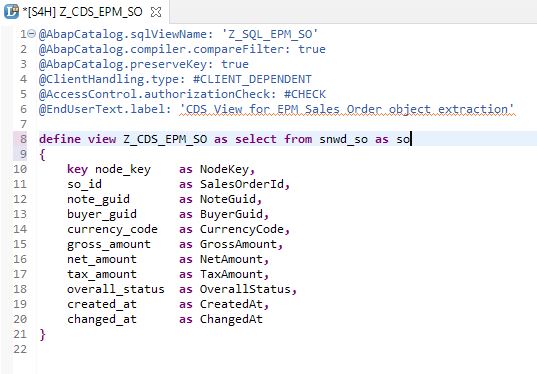 *[S4H] Z_CDS_EPM_SO
1 @AbapCatalog.sqlViewName: 'Z_SQL_EPM_SO'
2 @AbapCatalog.compiler.compareFilter: true
3 @AbapCatalog.preserveKey: true
4 @ClientHandling.type: #CLIENT_DEPENDENT
5 @AccessControl.authorizationCheck: #CHECK
6 @EndUserText.label: 'CDS View for EPM Sales Order object extraction'
7
8 define view Z_CDS_EPM_SO as select from snwd_so as so
9 {
10     key node_key    as NodeKey,
11     so_id           as SalesOrderId,
12     note_guid       as NoteGuid,
13     buyer_guid      as BuyerGuid,
14     currency_code   as CurrencyCode,
15     gross_amount    as GrossAmount,
16     net_amount      as NetAmount,
17     tax_amount      as TaxAmount,
18     overall_status  as OverallStatus,
19     created_at      as CreatedAt,
20     changed_at      as ChangedAt
21 }
22